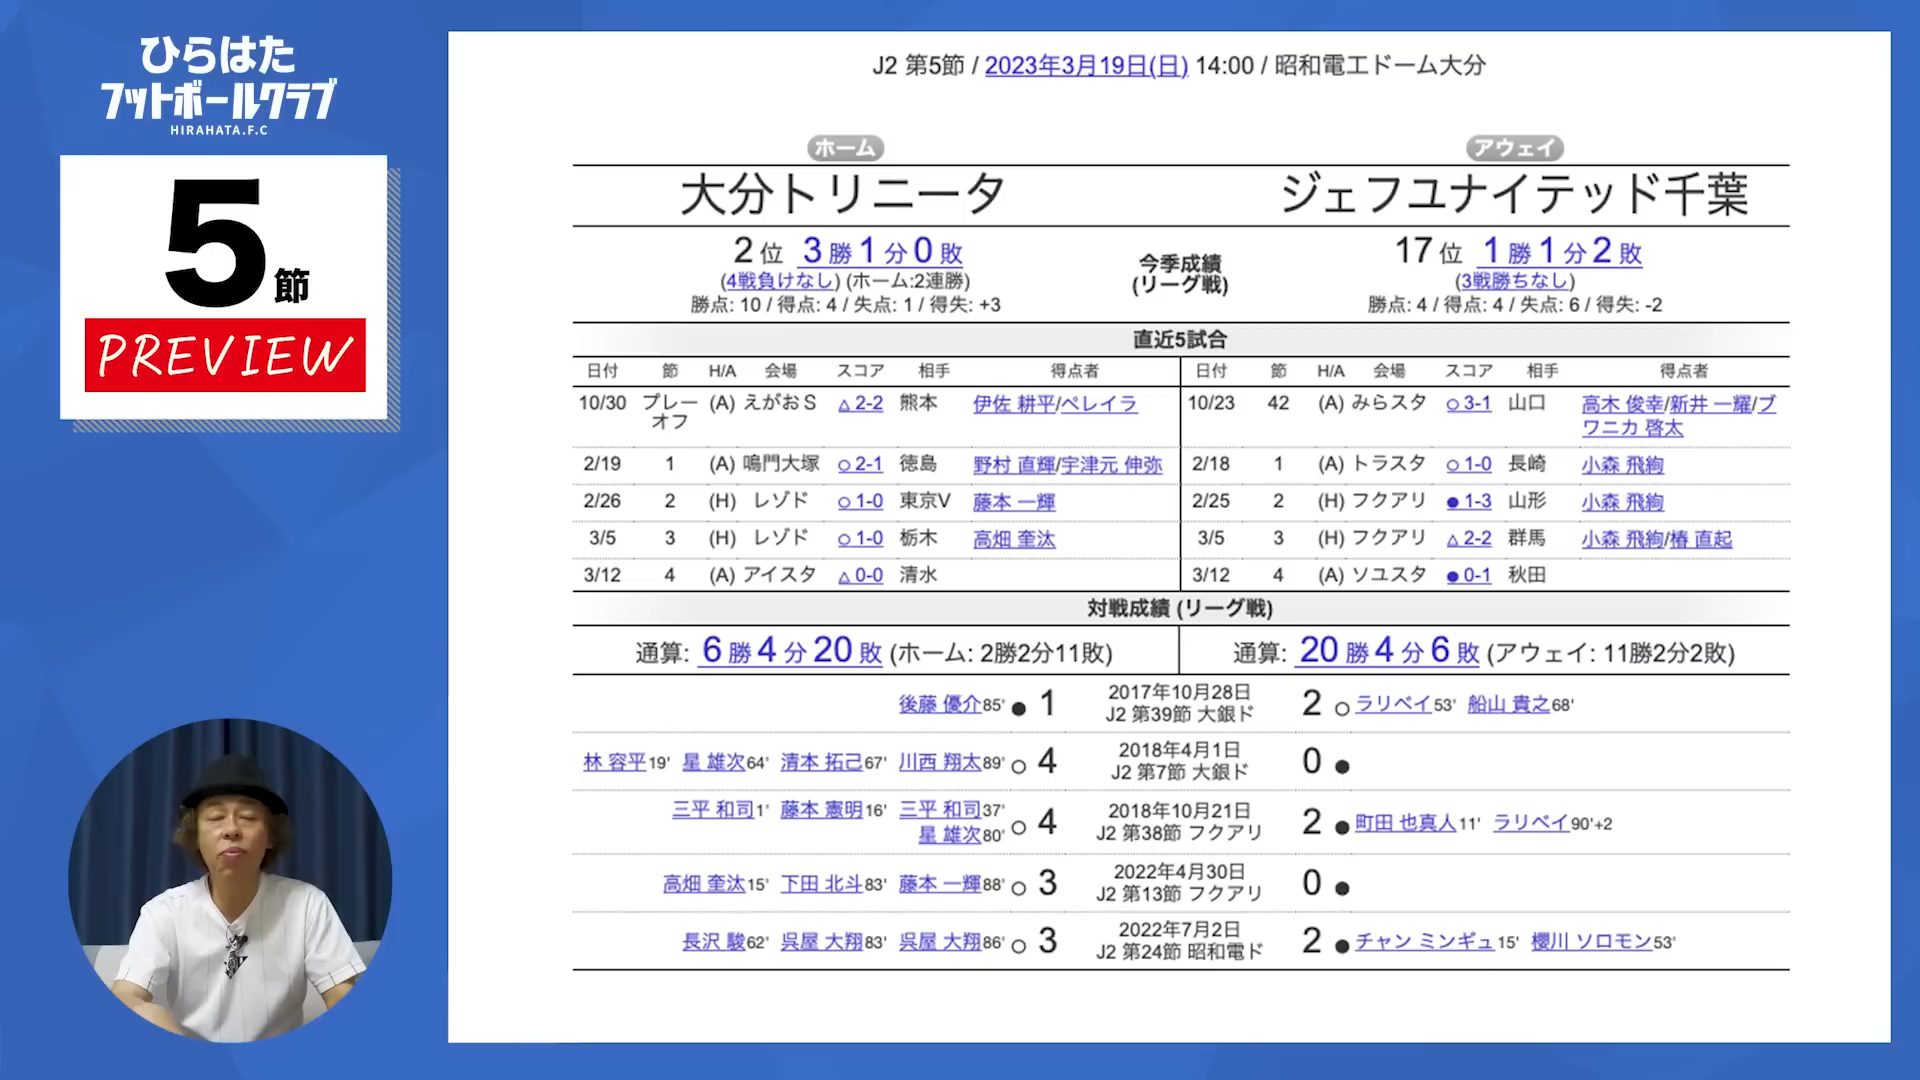 ひらはた
フットボールクラブ
HIRAHATA.F.C
5節
PREVIEW
J2 第5節 / 2023年3月19日(日) 14:00 / 昭和電工ドーム大分
ホーム アウェイ
大分トリニータ ジェフユナイテッド千葉
2位 3勝1分0敗 今季成績 (リーグ戦) 17位 1勝1分2敗
(4戦負けなし) (ホーム:2連勝) (3戦勝ちなし)
勝点: 10 / 得点: 4 / 失点: 1 / 得失: +3 勝点: 4 / 得点: 4 / 失点: 6 / 得失: -2
直近5試合
日付 節 H/A 会場 スコア 相手 得点者 日付 節 H/A 会場 スコア 相手 得点者
10/30 プレーオフ (A) えがおS △2-2 熊本 伊佐 耕平/ペレイラ 10/23 42 (A) みらスタ ○3-1 山口 高木 俊幸/新井 一耀/ブワニカ 啓太
2/19 1 (A) 鳴門大塚 ○2-1 徳島 野村 直輝/宇津元 伸弥 2/18 1 (A) トラスタ ○1-0 長崎 小森 飛絢
2/26 2 (H) レゾド ○1-0 東京V 藤本 一輝 2/25 2 (H) フクアリ ●1-3 山形 小森 飛絢
3/5 3 (H) レゾド ○1-0 栃木 高畑 奎汰 3/5 3 (H) フクアリ △2-2 群馬 小森 飛絢/椿 直起
3/12 4 (A) アイスタ △0-0 清水 3/12 4 (A) ソユスタ ●0-1 秋田
対戦成績 (リーグ戦)
通算: 6勝4分20敗 (ホーム: 2勝2分11敗) 通算: 20勝4分6敗 (アウェイ: 11勝2分2敗)
後藤 優介85' ● 1 2017年10月28日 J2 第39節 大銀ド 2 ○ ラリベイ53' 船山 貴之68'
林 容平19' 星 雄次64' 清本 拓己67' 川西 翔太89' ○ 4 2018年4月1日 J2 第7節 大銀ド 0 ●
三平 和司1' 藤本 憲明16' 三平 和司37' 星 雄次80' ○ 4 2018年10月21日 J2 第38節 フクアリ 2 ● 町田 也真人11' ラリベイ90'+2
高畑 奎汰15' 下田 北斗83' 藤本 一輝88' ○ 3 2022年4月30日 J2 第13節 フクアリ 0 ●
長沢 駿62' 呉屋 大翔83' 呉屋 大翔86' ○ 3 2022年7月2日 J2 第24節 昭和電ド 2 ● チャン ミンギュ15' 櫻川 ソロモン53'